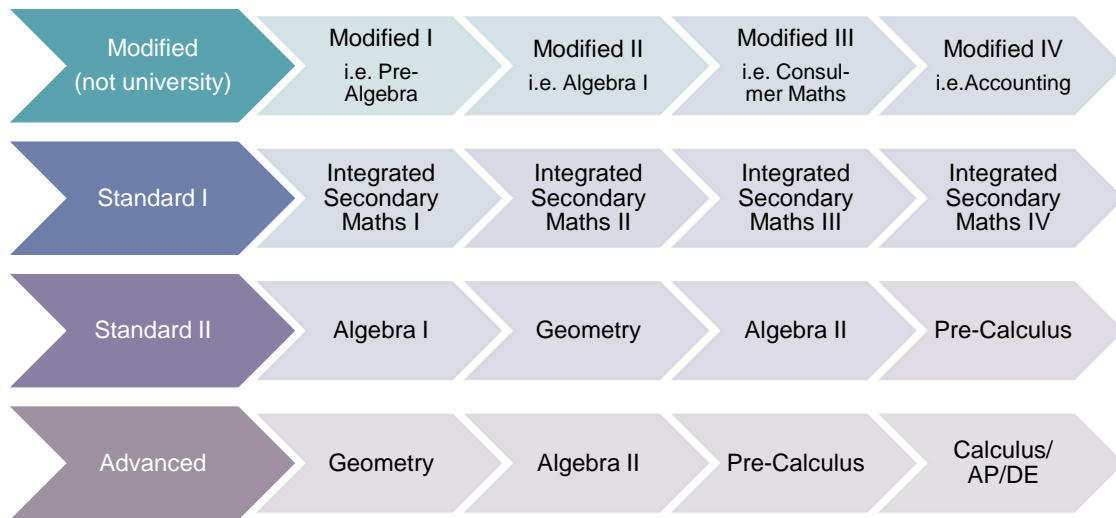 Modified
(not university)
Modified I
i.e. Pre-
Algebra
Modified II
i.e. Algebra I
Modified III
i.e. Consul-
mer Maths
Modified IV
i.e.Accounting
Standard I
Integrated
Secondary
Maths I
Integrated
Secondary
Maths II
Integrated
Secondary
Maths III
Integrated
Secondary
Maths IV
Standard II
Algebra I
Geometry
Algebra II
Pre-Calculus
Advanced
Geometry
Algebra II
Pre-Calculus
Calculus/
AP/DE